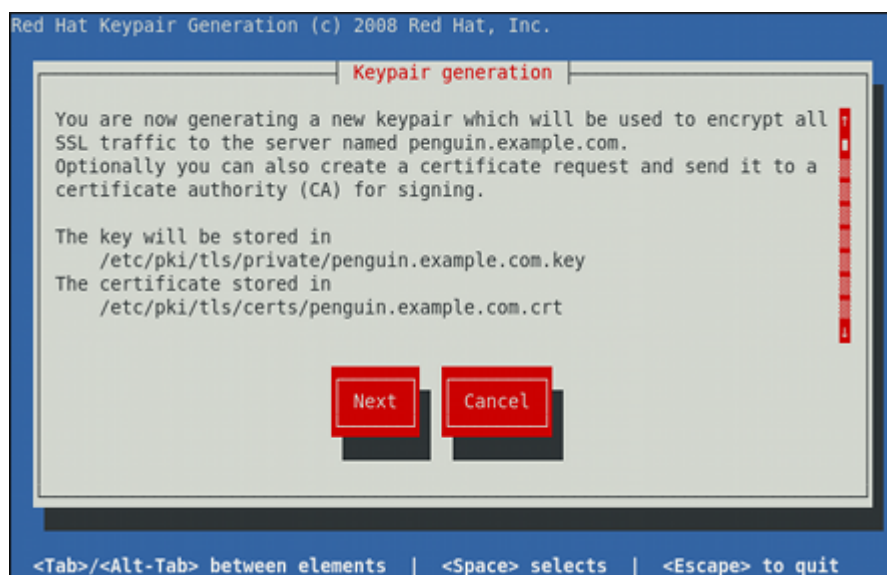 Red Hat Keypair Generation (c) 2008 Red Hat, Inc.
Keypair generation
You are now generating a new keypair which will be used to encrypt all
SSL traffic to the server named penguin.example.com.
Optionally you can also create a certificate request and send it to a
certificate authority (CA) for signing.
The key will be stored in
/etc/pki/tls/private/penguin.example.com.key
The certificate stored in
/etc/pki/tls/certs/penguin.example.com.crt
Next Cancel
<Tab>/<Alt-Tab> between elements | <Space> selects | <Escape> to quit